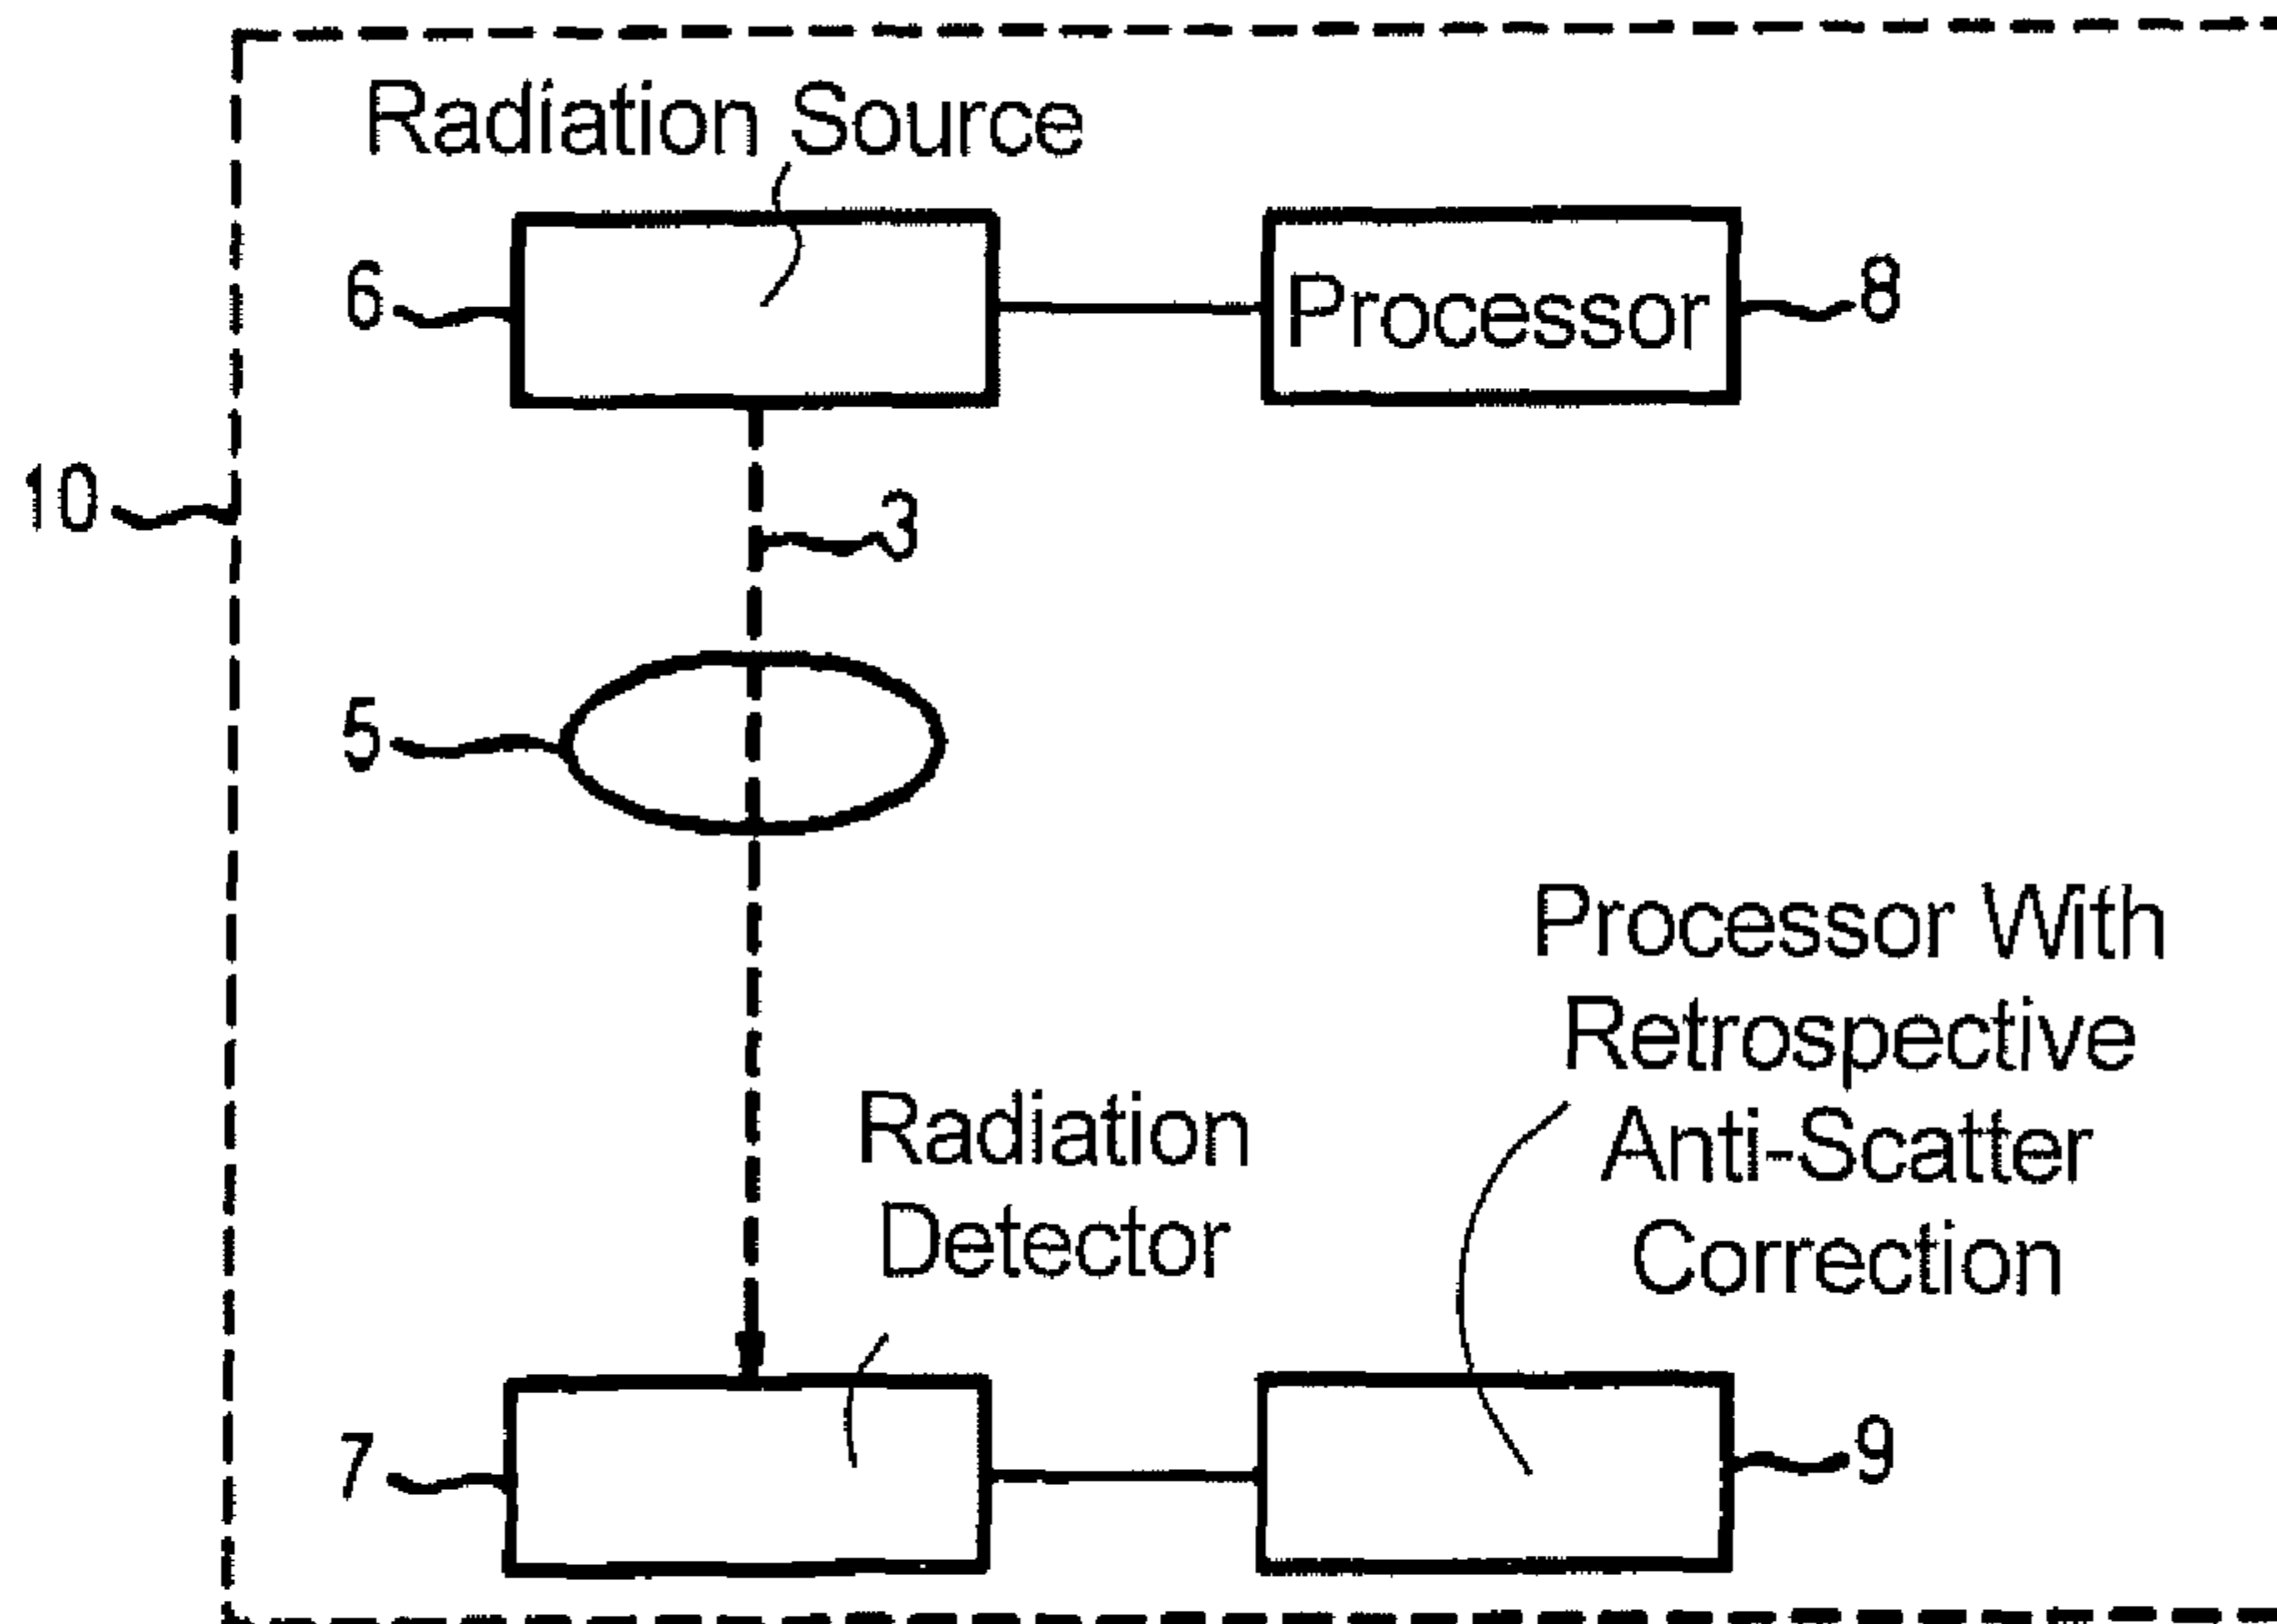 Radiation Source
6
Processor
8
10
3
5
Processor With
Retrospective
Anti-Scatter
Correction
Radiation
Detector
7
9